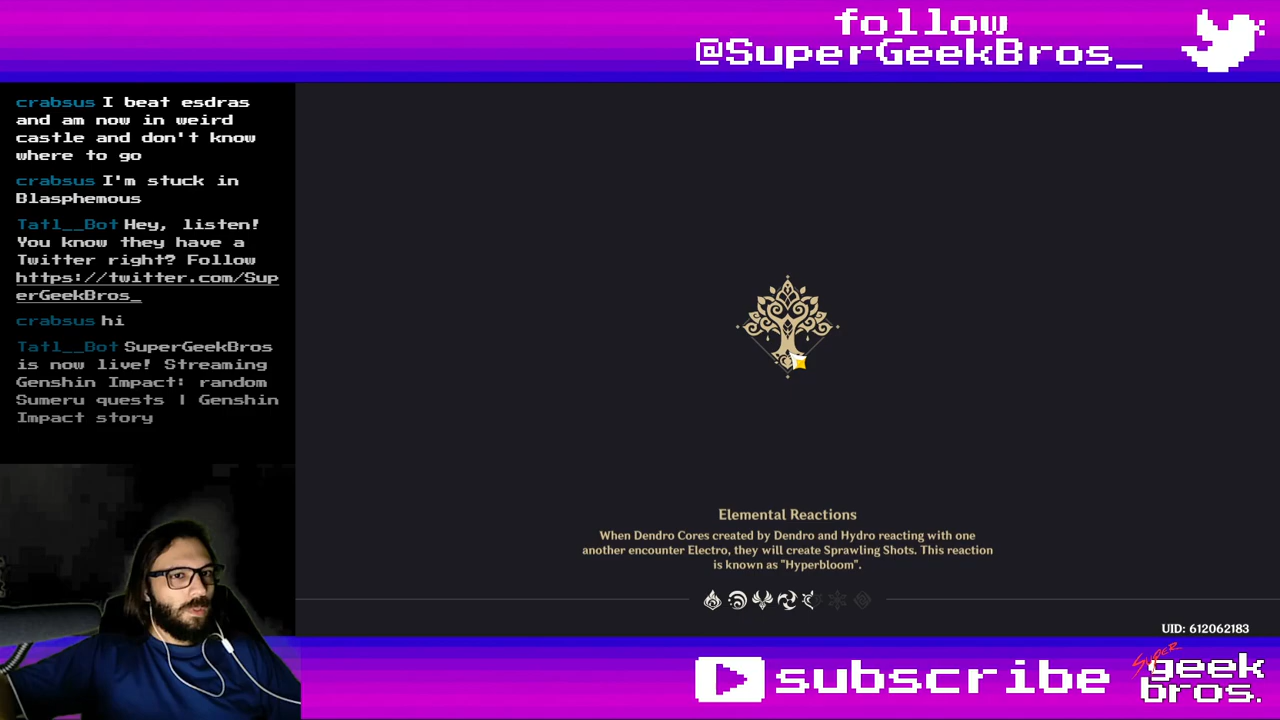 follow
@SuperGeekBros_
crabsus I beat esdras
and am now in weird
castle and don't know
where to go
crabsus I'm stuck in
Blasphemous
Tatl__Bot Hey, listen!
You know they have a
Twitter right? Follow
https://twitter.com/Sup
erGeekBros_
crabsus hi
Tatl__Bot SuperGeekBros
is now live! Streaming
Genshin Impact: random
Sumeru quests | Genshin
Impact story
Elemental Reactions
When Dendro Cores created by Dendro and Hydro reacting with one
another encounter Electro, they will create Sprawling Shots. This reaction
is known as "Hyperbloom".
UID: 612062183
subscribe
SUPER
geek
bros.